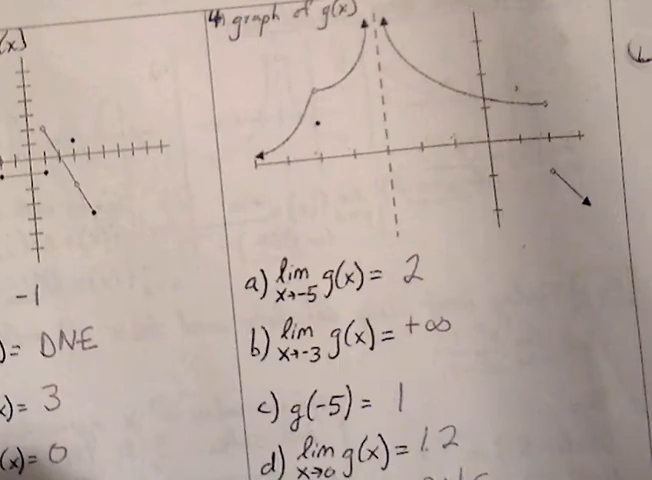 (x)
4) graph of g(x)
-1
)= DNE
x)= 3
(x)= 0
a) lim x→-5 g(x)= 2
b) lim x→-3 g(x)= +∞
c) g(-5)= 1
d) lim x→0 g(x)= 1.2